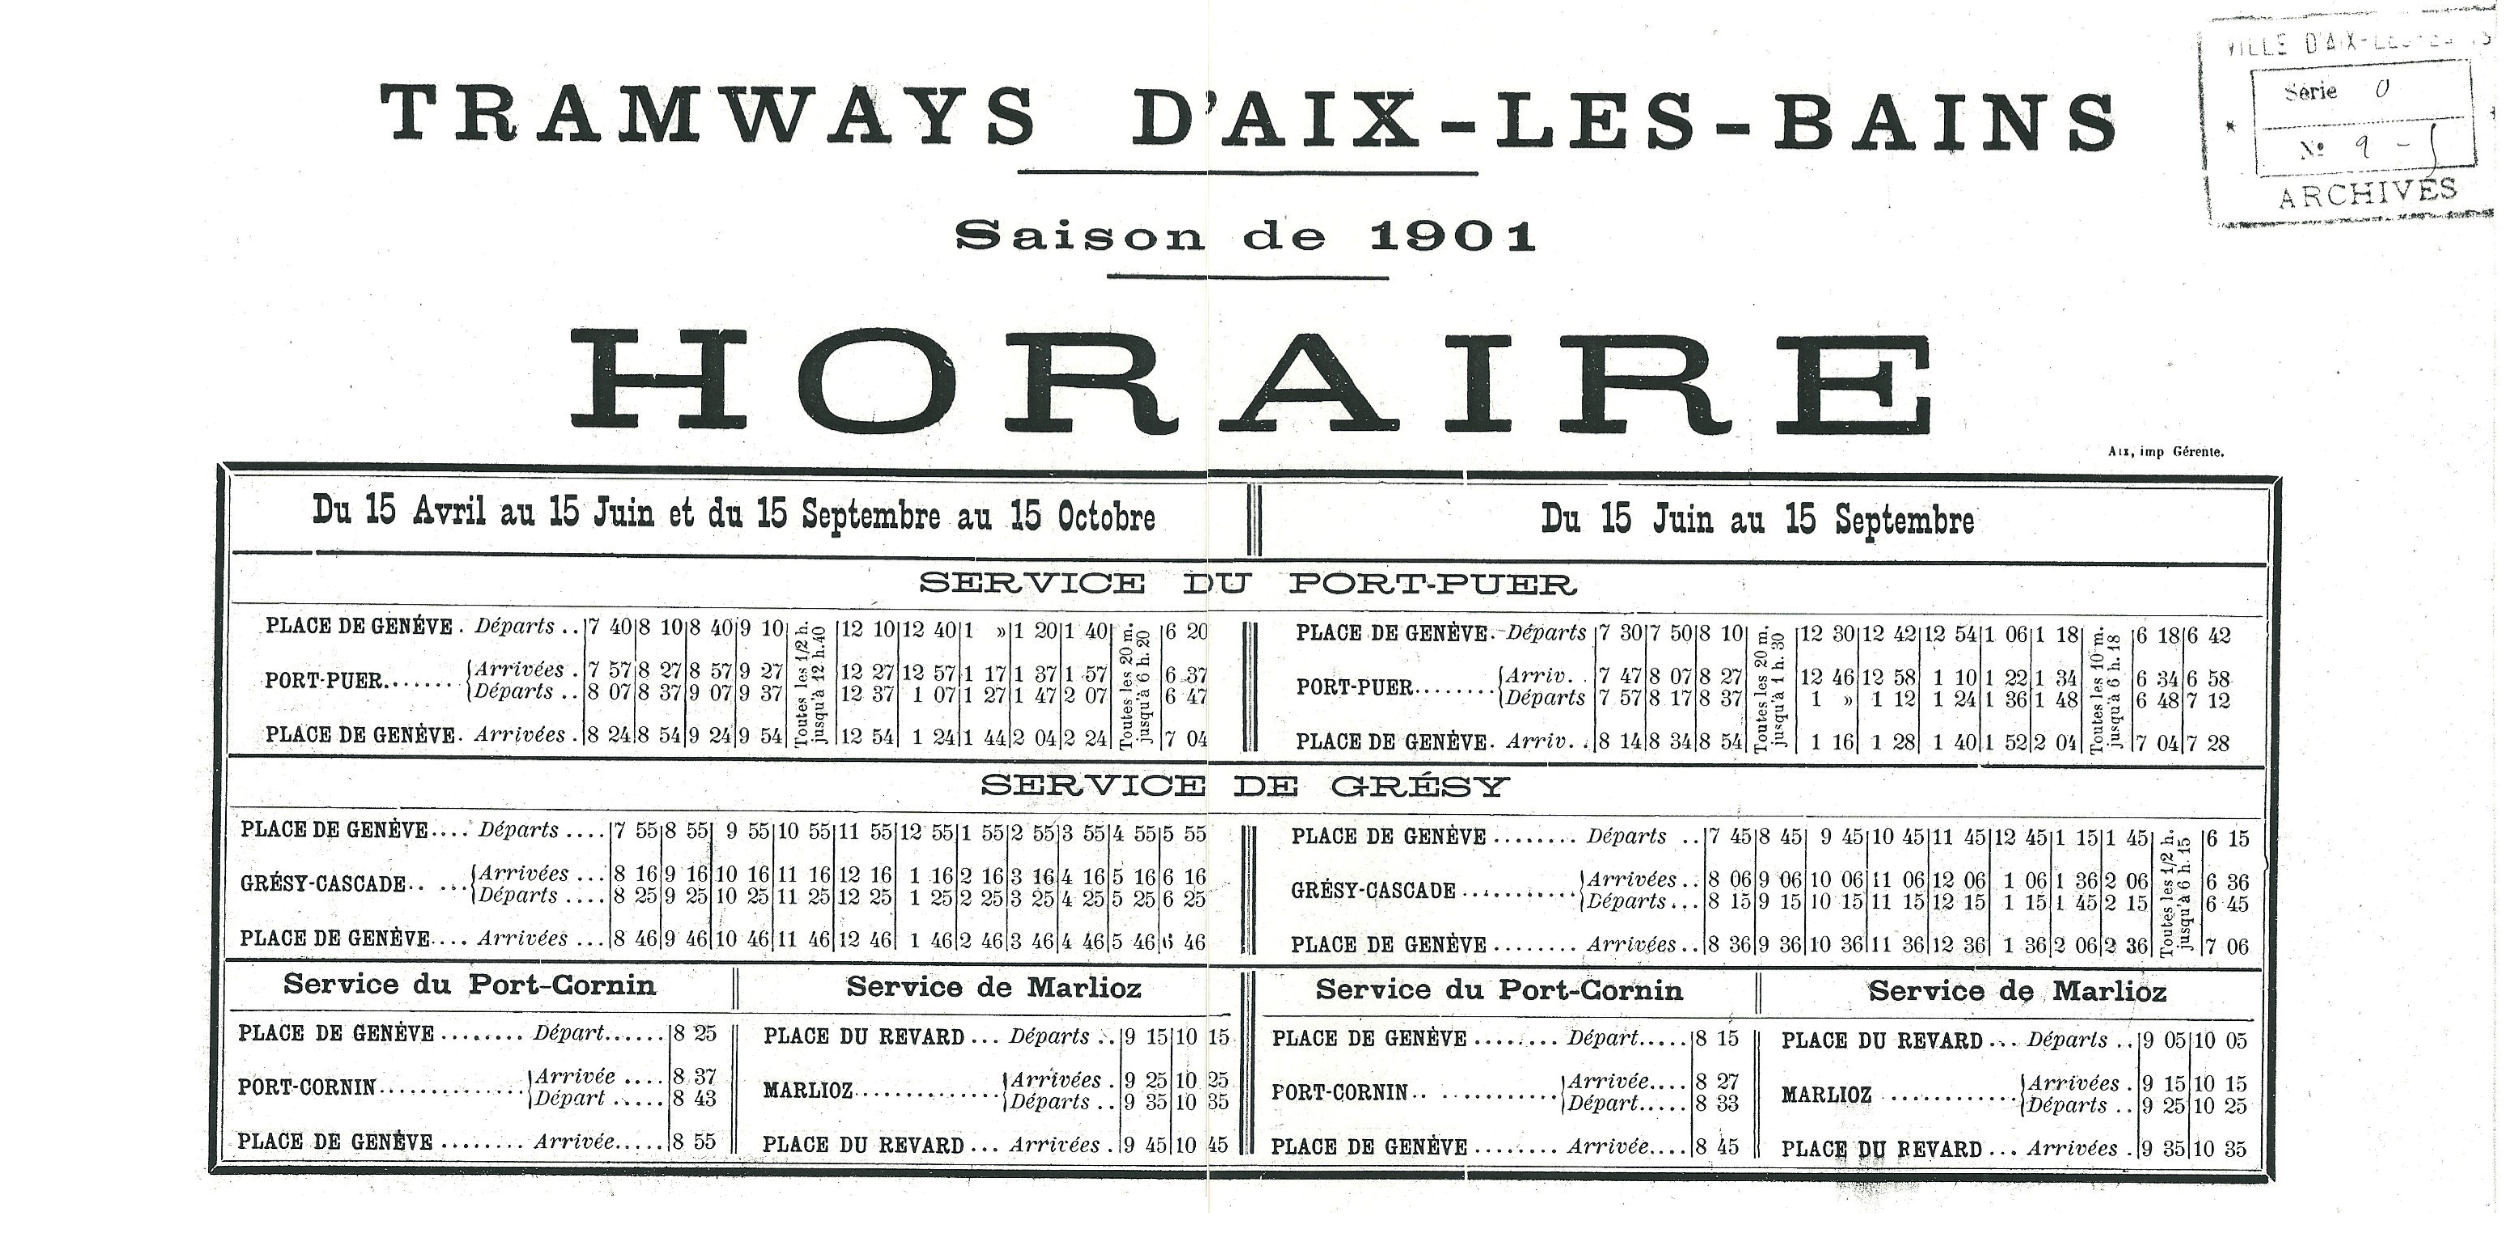 VILLE D'AIX-LES-BAINS
Série O
Nº 9 -
ARCHIVES
TRAMWAYS D'AIX-LES-BAINS
Saison de 1901
HORAIRE
Aix, imp Gérente.
Du 15 Avril au 15 Juin et du 15 Septembre au 15 Octobre
Du 15 Juin au 15 Septembre
SERVICE DU PORT-PUER
PLACE DE GENÈVE . Départs .. 7 40 8 10 8 40 9 10 Toutes les 1/2 h. jusqu'à 12 h. 40 12 10 12 40 1 » 1 20 1 40 Toutes les 20 m. jusqu'à 6 h. 20 6 20
PORT-PUER....... Arrivées . 7 57 8 27 8 57 9 27 12 27 12 57 1 17 1 37 1 57 6 37
Départs .. 8 07 8 37 9 07 9 37 12 37 1 07 1 27 1 47 2 07 6 47
PLACE DE GENÈVE. Arrivées . 8 24 8 54 9 24 9 54 12 54 1 24 1 44 2 04 2 24 7 04
PLACE DE GENÈVE. Départs 7 30 7 50 8 10 Toutes les 20 m. jusqu'à 1 h. 30 12 30 12 42 12 54 1 06 1 18 Toutes les 10 m. jusqu'à 6 h. 18 6 18 6 42
PORT-PUER........ Arriv. . 7 47 8 07 8 27 12 46 12 58 1 10 1 22 1 34 6 34 6 58
Départs 7 57 8 17 8 37 1 » 1 12 1 24 1 36 1 48 6 48 7 12
PLACE DE GENÈVE. Arriv. . 8 14 8 34 8 54 1 16 1 28 1 40 1 52 2 04 7 04 7 28
SERVICE DE GRÉSY
PLACE DE GENÈVE.... Départs .... 7 55 8 55 9 55 10 55 11 55 12 55 1 55 2 55 3 55 4 55 5 55
GRÉSY-CASCADE.. ... Arrivées ... 8 16 9 16 10 16 11 16 12 16 1 16 2 16 3 16 4 16 5 16 6 16
Départs .... 8 25 9 25 10 25 11 25 12 25 1 25 2 25 3 25 4 25 5 25 6 25
PLACE DE GENÈVE.... Arrivées ... 8 46 9 46 10 46 11 46 12 46 1 46 2 46 3 46 4 46 5 46 6 46
PLACE DE GENÈVE ........ Départs .. 7 45 8 45 9 45 10 45 11 45 12 45 1 15 1 45 Toutes les 1/2 h. jusqu'à 6 h. 15 6 15
GRÉSY-CASCADE ........... Arrivées .. 8 06 9 06 10 06 11 06 12 06 1 06 1 36 2 06 6 36
Départs ... 8 15 9 15 10 15 11 15 12 15 1 15 1 45 2 15 6 45
PLACE DE GENÈVE ........ Arrivées .. 8 36 9 36 10 36 11 36 12 36 1 36 2 06 2 36 7 06
Service du Port-Cornin
PLACE DE GENÈVE ........ Départ...... 8 25
PORT-CORNIN.............. Arrivée .... 8 37
Départ ..... 8 43
PLACE DE GENÈVE ........ Arrivée..... 8 55
Service de Marlioz
PLACE DU REVARD ... Départs .. 9 15 10 15
MARLIOZ.............. Arrivées . 9 25 10 25
Départs .. 9 35 10 35
PLACE DU REVARD ... Arrivées . 9 45 10 45
Service du Port-Cornin
PLACE DE GENÈVE ........ Départ..... 8 15
PORT-CORNIN.. ........... Arrivée.... 8 27
Départ..... 8 33
PLACE DE GENÈVE ........ Arrivée.... 8 45
Service de Marlioz
PLACE DU REVARD ... Départs .. 9 05 10 05
MARLIOZ ............ Arrivées . 9 15 10 15
Départs .. 9 25 10 25
PLACE DU REVARD ... Arrivées . 9 35 10 35